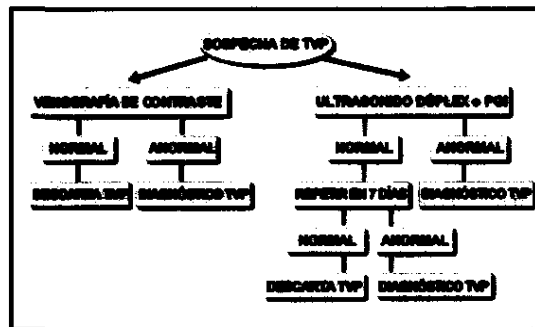 SOSPECHA DE TVP
VENOGRAFÍA DE CONTRASTE
ULTRASONIDO DÚPLEX o PGI
NORMAL
ANORMAL
NORMAL
ANORMAL
DESCARTA TVP
DIAGNÓSTICO TVP
REPETIR EN 7 DÍAS
DIAGNÓSTICO TVP
NORMAL
ANORMAL
DESCARTA TVP
DIAGNÓSTICO TVP